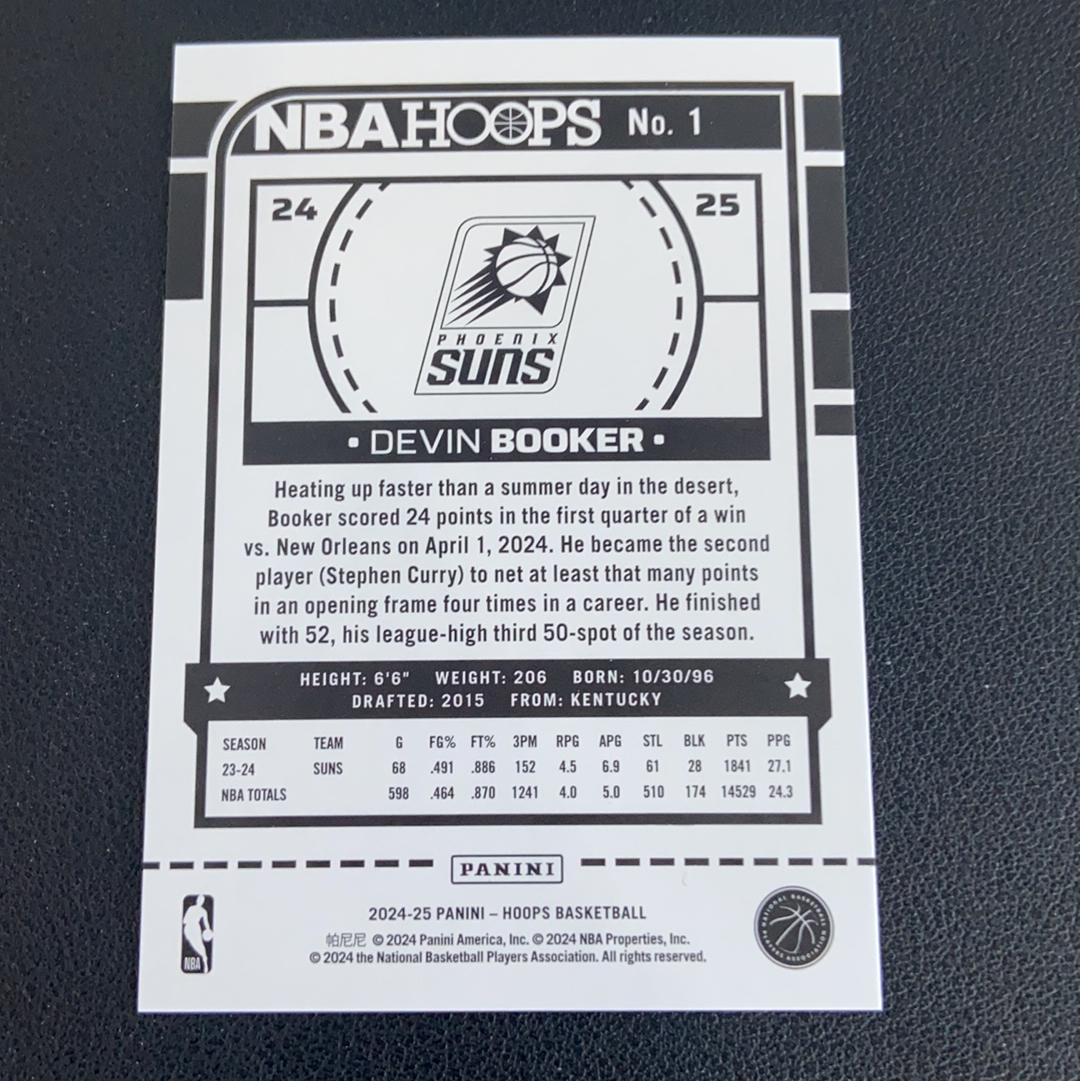 NBA HOOPS No. 1
24 25
PHOENIX
SUNS
• DEVIN BOOKER •
Heating up faster than a summer day in the desert,
Booker scored 24 points in the first quarter of a win
vs. New Orleans on April 1, 2024. He became the second
player (Stephen Curry) to net at least that many points
in an opening frame four times in a career. He finished
with 52, his league-high third 50-spot of the season.
HEIGHT: 6'6" WEIGHT: 206 BORN: 10/30/96
DRAFTED: 2015 FROM: KENTUCKY
SEASON TEAM G FG% FT% 3PM RPG APG STL BLK PTS PPG
23-24 SUNS 68 .491 .886 152 4.5 6.9 61 28 1841 27.1
NBA TOTALS 598 .464 .870 1241 4.0 5.0 510 174 14529 24.3
PANINI
2024-25 PANINI – HOOPS BASKETBALL
帕尼尼 © 2024 Panini America, Inc. © 2024 NBA Properties, Inc.
© 2024 the National Basketball Players Association. All rights reserved.
NBA
NATIONAL BASKETBALL PLAYERS ASSOCIATION